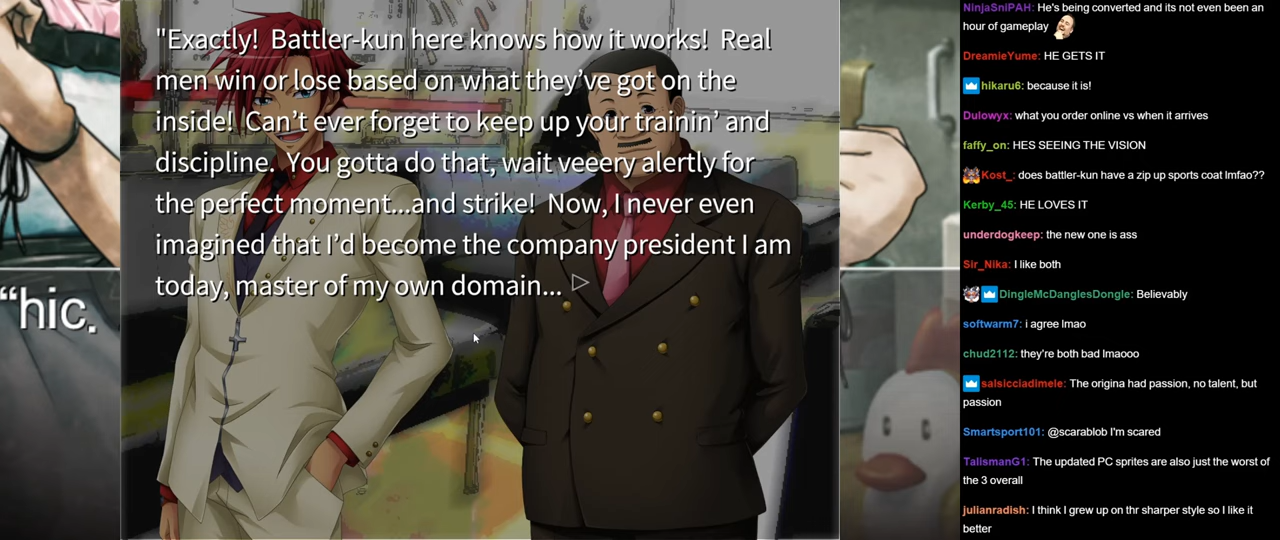 "Exactly!  Battler-kun here knows how it works!  Real
men win or lose based on what they've got on the
inside!  Can't ever forget to keep up your trainin' and
discipline.  You gotta do that, wait veeery alertly for
the perfect moment...and strike!  Now, I never even
imagined that I'd become the company president I am
today, master of my own domain...
“hic.
NinjaSnIPAH: He's being converted and its not even been an
hour of gameplay
DreamieYume: HE GETS IT
hikaru6: because it is!
Dulowyx: what you order online vs when it arrives
faffy_on: HES SEEING THE VISION
Kost_: does battler-kun have a zip up sports coat lmfao??
Kerby_45: HE LOVES IT
underdogkeep: the new one is ass
Sir_Nika: I like both
DingleMcDanglesDongle: Believably
softwarm7: i agree lmao
chud2112: they're both bad lmaooo
salsicciadimele: The origina had passion, no talent, but
passion
Smartsport101: @scarablob I'm scared
TalismanG1: The updated PC sprites are also just the worst of
the 3 overall
julianradish: I think I grew up on thr sharper style so I like it
better